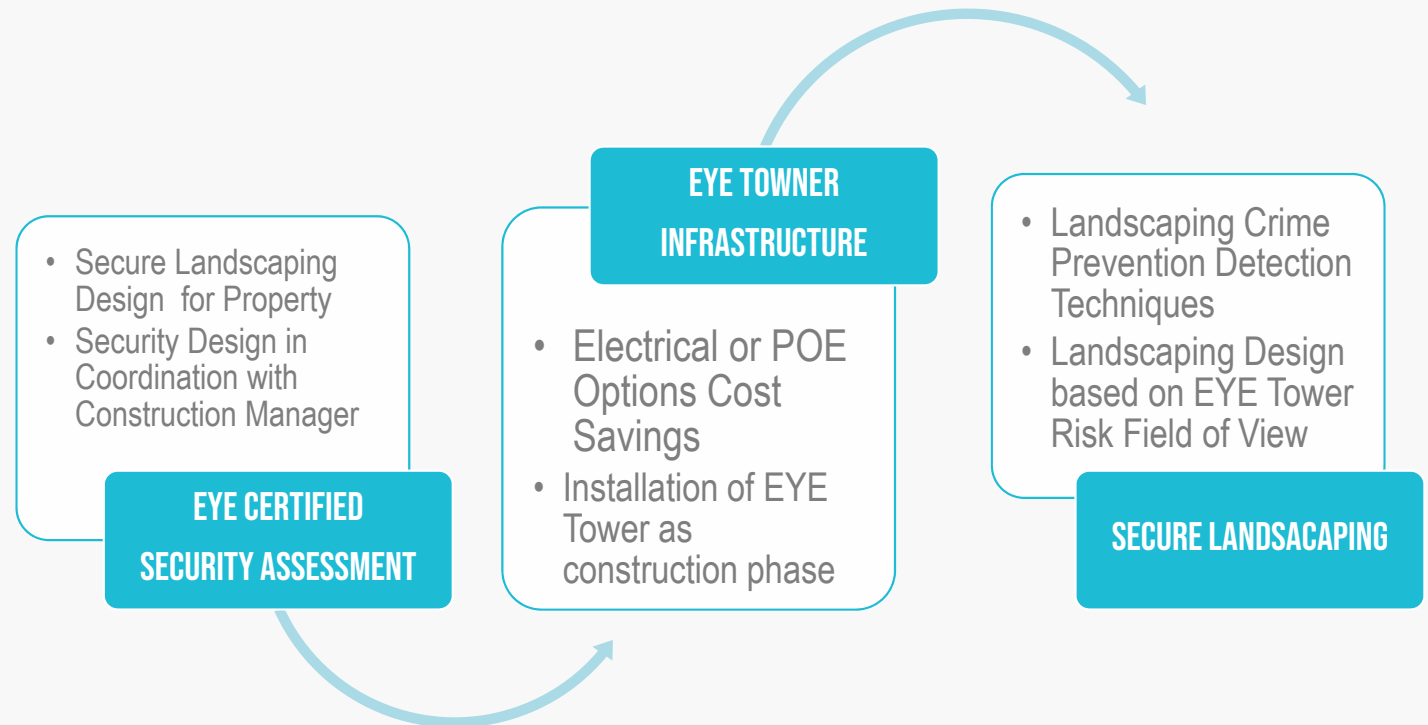 • Secure Landscaping
Design  for Property
• Security Design in
Coordination with
Construction Manager
EYE CERTIFIED
SECURITY ASSESSMENT
EYE TOWNER
INFRASTRUCTURE
• Electrical or POE
Options Cost
Savings
• Installation of EYE
Tower as
construction phase
• Landscaping Crime
Prevention Detection
Techniques
• Landscaping Design
based on EYE Tower
Risk Field of View
SECURE LANDSACAPING